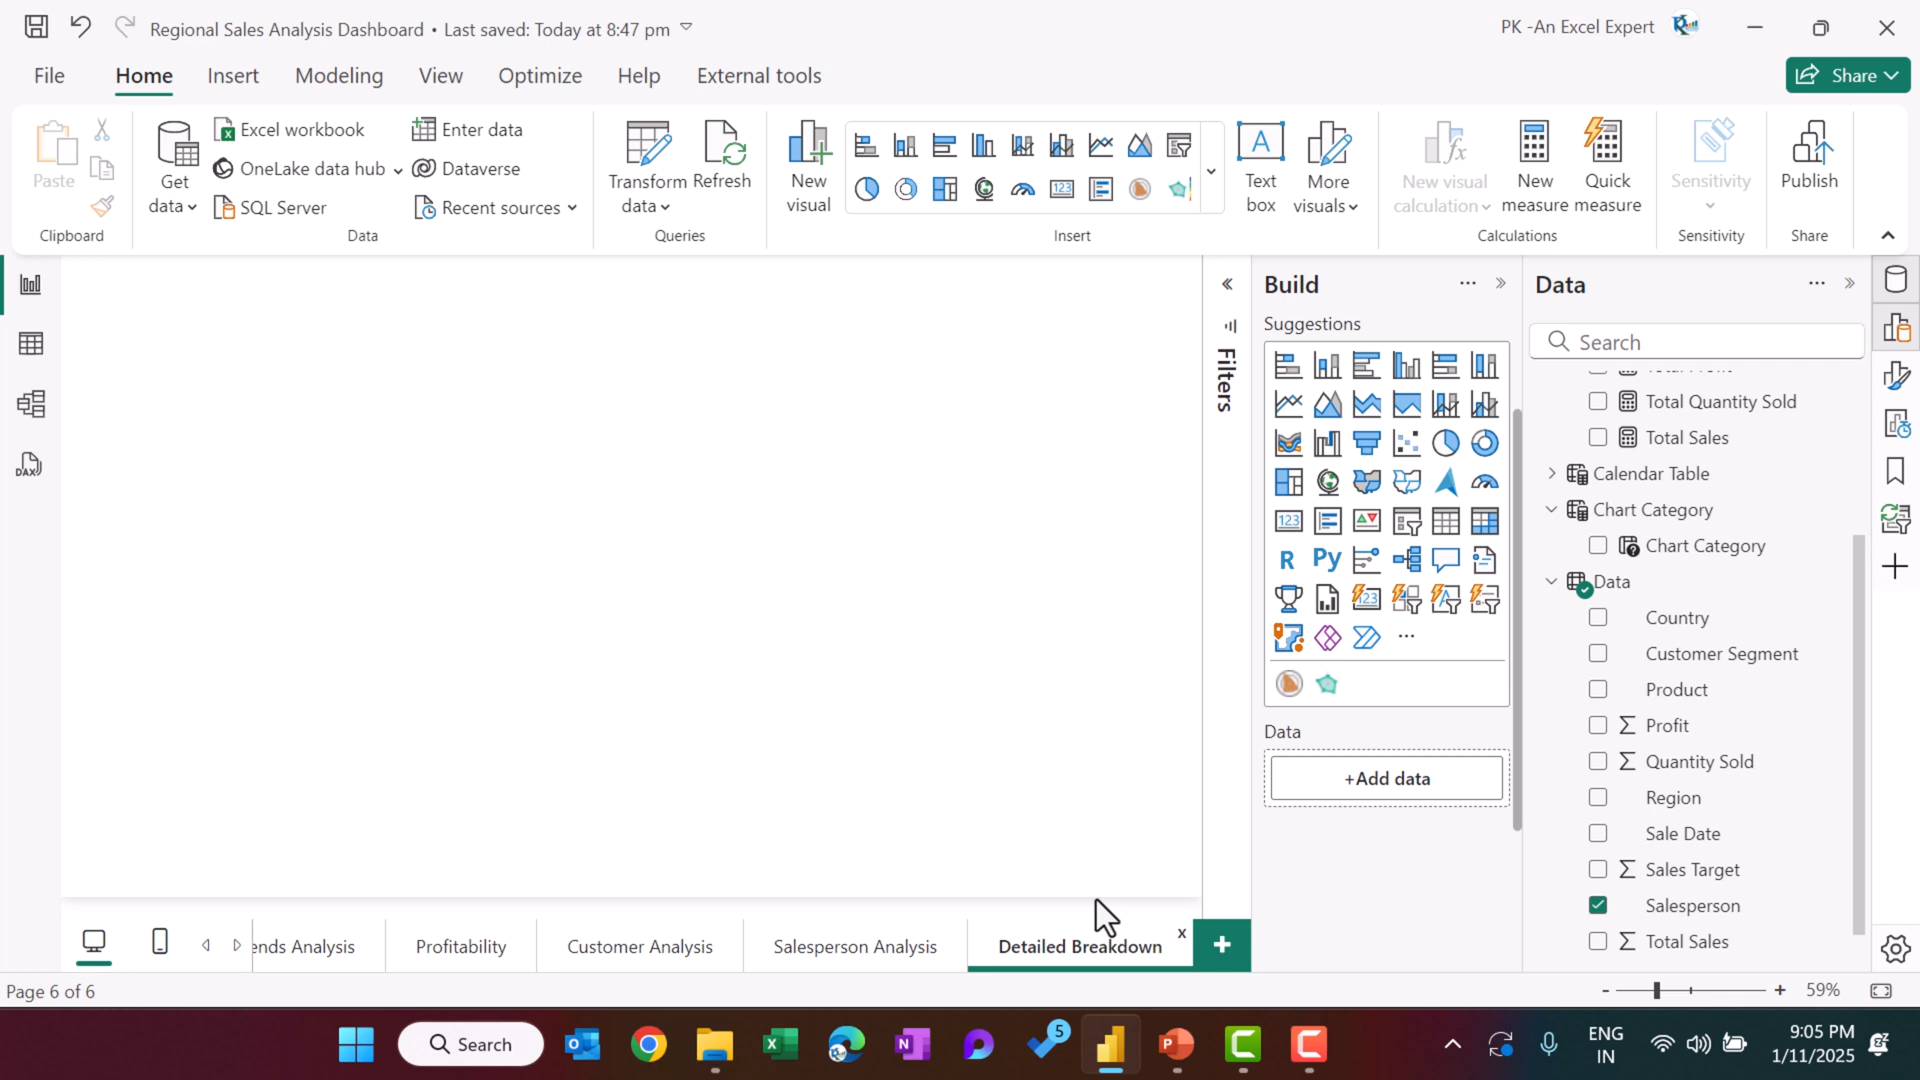 Regional Sales Analysis Dashboard • Last saved: Today at 8:47 pm
PK -An Excel Expert
File
Home
Insert
Modeling
View
Optimize
Help
External tools
Share
Paste
Clipboard
Get
data
Excel workbook
OneLake data hub
SQL Server
Enter data
Dataverse
Recent sources
Data
Transform
data
Refresh
Queries
New
visual
123
A
Text
box
More
visuals
Insert
New visual
calculation
New
measure
Quick
measure
Calculations
Sensitivity
Sensitivity
Publish
Share
DAX
Filters
Build
Suggestions
123
R
Py
123
Data
+Add data
Data
Search
Total Quantity Sold
Total Sales
Calendar Table
Chart Category
Chart Category
Data
Country
Customer Segment
Product
Profit
Quantity Sold
Region
Sale Date
Sales Target
Salesperson
Total Sales
ends Analysis
Profitability
Customer Analysis
Salesperson Analysis
Detailed Breakdown
x
+
Page 6 of 6
- + 59%
Search
5
ENG
IN
9:05 PM
1/11/2025